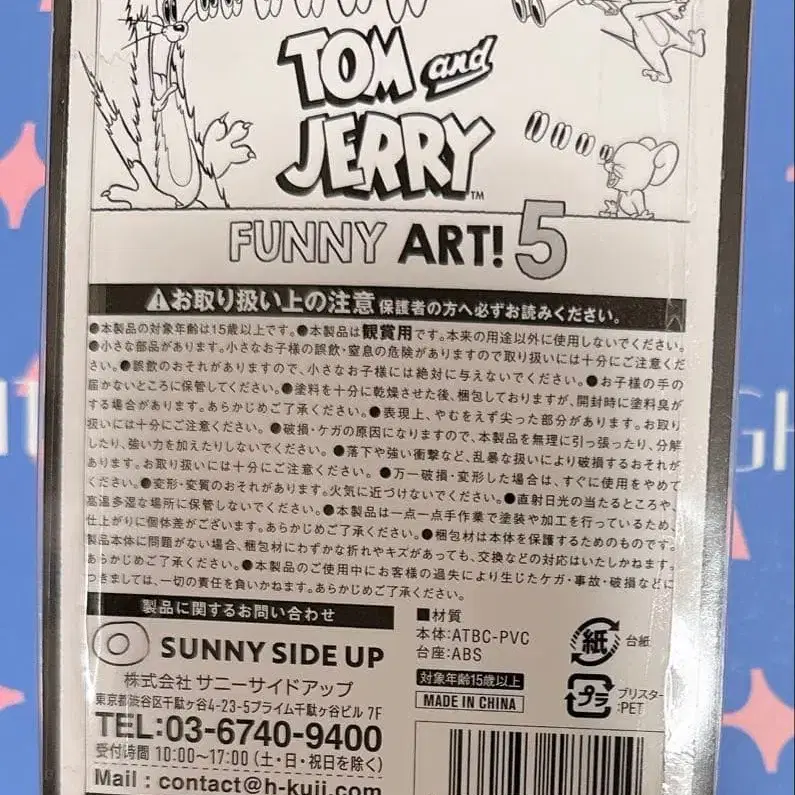 TOM and
JERRY™
FUNNY ART! 5
⚠お取り扱い上の注意 保護者の方へ必ずお読みください。
●本製品の対象年齢は15歳以上です。●本製品は観賞用です。本来の用途以外に使用しないでください。
●小さな部品があります。小さなお子様の誤飲・窒息の危険がありますので取り扱いには十分にご注意くだ
さい。●誤飲のおそれがありますので、小さなお子様には絶対に与えないでください。●お子様の手の
届かないところに保管してください。●塗料を十分に乾燥させた後、梱包しておりますが、開封時に塗料臭が
する場合があります。あらかじめご了承ください。●表現上、やむをえず尖った部分があります。お取り
扱いには十分にご注意ください。●破損・ケガの原因になりますので、本製品を無理に引っ張ったり、分解
したり、強い力を加えたりしないでください。●落下や強い衝撃など、乱暴な扱いにより破損するおそれが
あります。お取り扱いには十分にご注意ください。●万一破損・変形した場合は、すぐに使用をやめて
ください。●変形・変質のおそれがあります。火気に近づけないでください。●直射日光の当たるところや、
高温多湿な場所に保管しないでください。●本製品は一点一点手作業で塗装や加工を行っているため、
仕上がりに個体差がございます。あらかじめご了承ください。●梱包材は本体を保護するためのものです。
製品本体に問題がない場合、梱包材にわずかな折れやキズがあっても、交換などの対応はいたしかねます。
あらかじめご了承ください。●本製品のご使用中にお客様の過失により生じたケガ・事故・破損などに
つきましては、一切の責任を負いかねます。あらかじめご了承ください。
製品に関するお問い合わせ
SUNNY SIDE UP
株式会社 サニーサイドアップ
東京都渋谷区千駄ヶ谷4-23-5プライム千駄ヶ谷ビル 7F
TEL:03-6740-9400
受付時間 10:00〜17:00 (土・日・祝日を除く)
Mail : contact@h-kuji.com
■材質
本体:ATBC-PVC
台座:ABS
対象年齢15歳以上
MADE IN CHINA
紙 台紙
プラ ブリスター
:PET